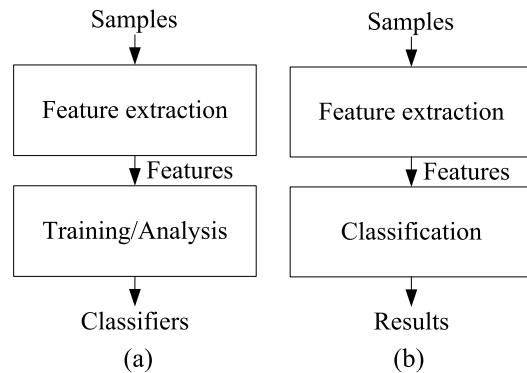 Samples
Feature extraction
Features
Training/Analysis
Classifiers
(a)
Samples
Feature extraction
Features
Classification
Results
(b)